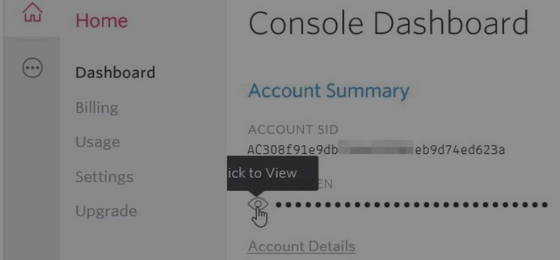 Home
Dashboard
Billing
Usage
Settings
Upgrade
Console Dashboard
Account Summary
ACCOUNT SID
AC308f91e9db eb9d74ed623a
ick to View
EN
Account Details